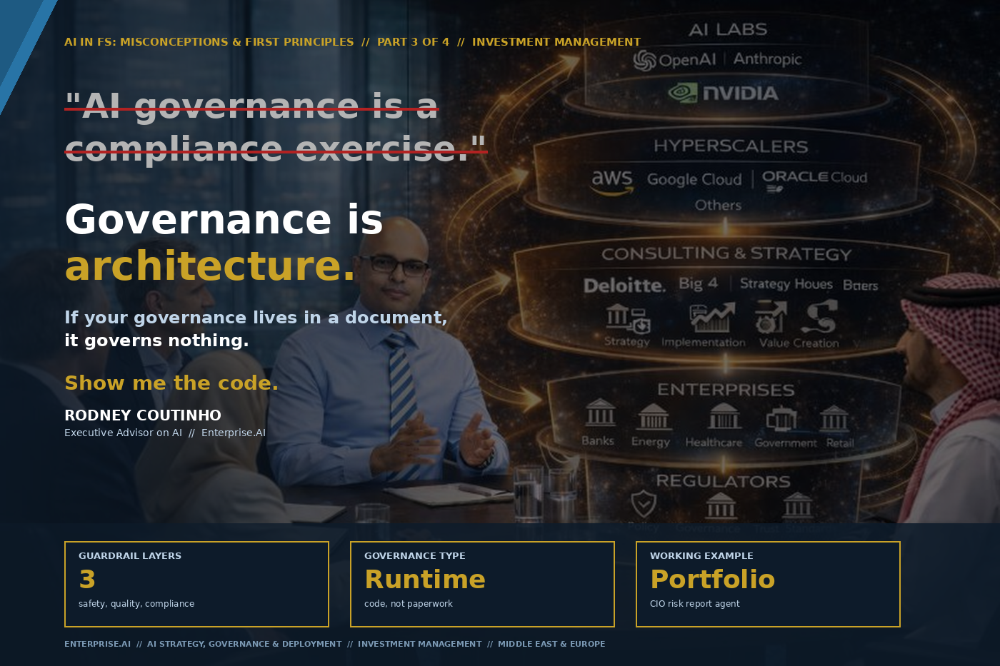 AI IN FS: MISCONCEPTIONS & FIRST PRINCIPLES // PART 3 OF 4 // INVESTMENT MANAGEMENT
"AI governance is a
compliance exercise."
Governance is
architecture.
If your governance lives in a document,
it governs nothing.
Show me the code.
RODNEY COUTINHO
Executive Advisor on AI // Enterprise.AI
AI LABS
OpenAI | Anthropic
NVIDIA
HYPERSCALERS
aws Google Cloud | ORACLE Cloud
Others
CONSULTING & STRATEGY
Deloitte. Big 4 | Strategy Houes Bners
Strategy Implementation Value Creation
ENTERPRISES
Banks Energy Healthcare Government Retail
REGULATORS
Policy Governance
GUARDRAIL LAYERS
3
safety, quality, compliance
GOVERNANCE TYPE
Runtime
code, not paperwork
WORKING EXAMPLE
Portfolio
CIO risk report agent
ENTERPRISE.AI // AI STRATEGY, GOVERNANCE & DEPLOYMENT // INVESTMENT MANAGEMENT // MIDDLE EAST & EUROPE